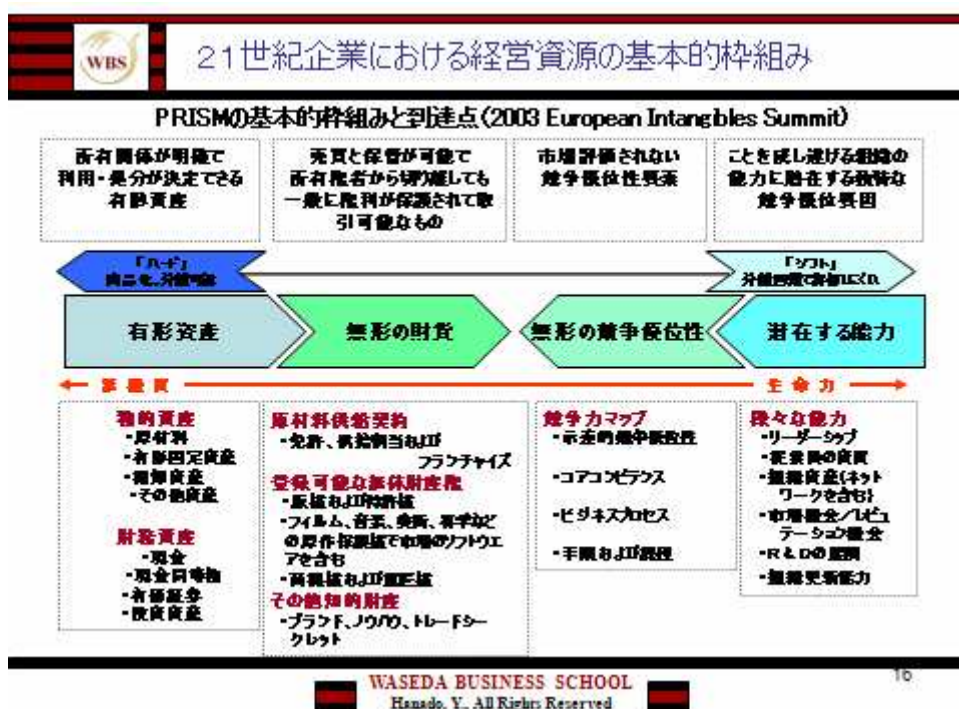 WBS
21世紀企業における経営資源の基本的枠組み
PRISMの基本的枠組みと到達点(2003 European Intangibles Summit)
所有関係が明確で
利用・処分が決定できる
有形資産
売買と保管が可能で
所有権者から切り離しても
一般に権利が保護されて取
引可能なもの
市場評価されない
競争優位性要素
ことを成し遂げる組織の
能力に潜在する
競争優位要因
「ハード」
「ソフト」
有形資産
無形の財貨
無形の競争優位性
潜在する能力
生命力
物的資産
・原材料
・有形固定資産
・その他資産
財務資産
・現金
・現金同等物
・有価証券
・投資資産
原材料供給契約
・免許、供給割当および
フランチャイズ
登録可能な無体財産権
・版権および特許権
・フィルム、音楽、美術、科学など
の原作保護権で市場のソフトウエ
アを含む
・商標権および意匠権
その他知的財産
・ブランド、ノウハウ、トレードシー
クレット
競争力マップ
・示差的競争優位性
・コアコンピタンス
・ビジネスプロセス
・手順および
様々な能力
・リーダーシップ
・従業員の資質
・組織資産(ネット
ワークを含む)
・市場機会/レピュ
テーション機会
・R&Dの展開
・組織更新能力
16
WASEDA BUSINESS SCHOOL
Hanado, Y., All Rights Reserved